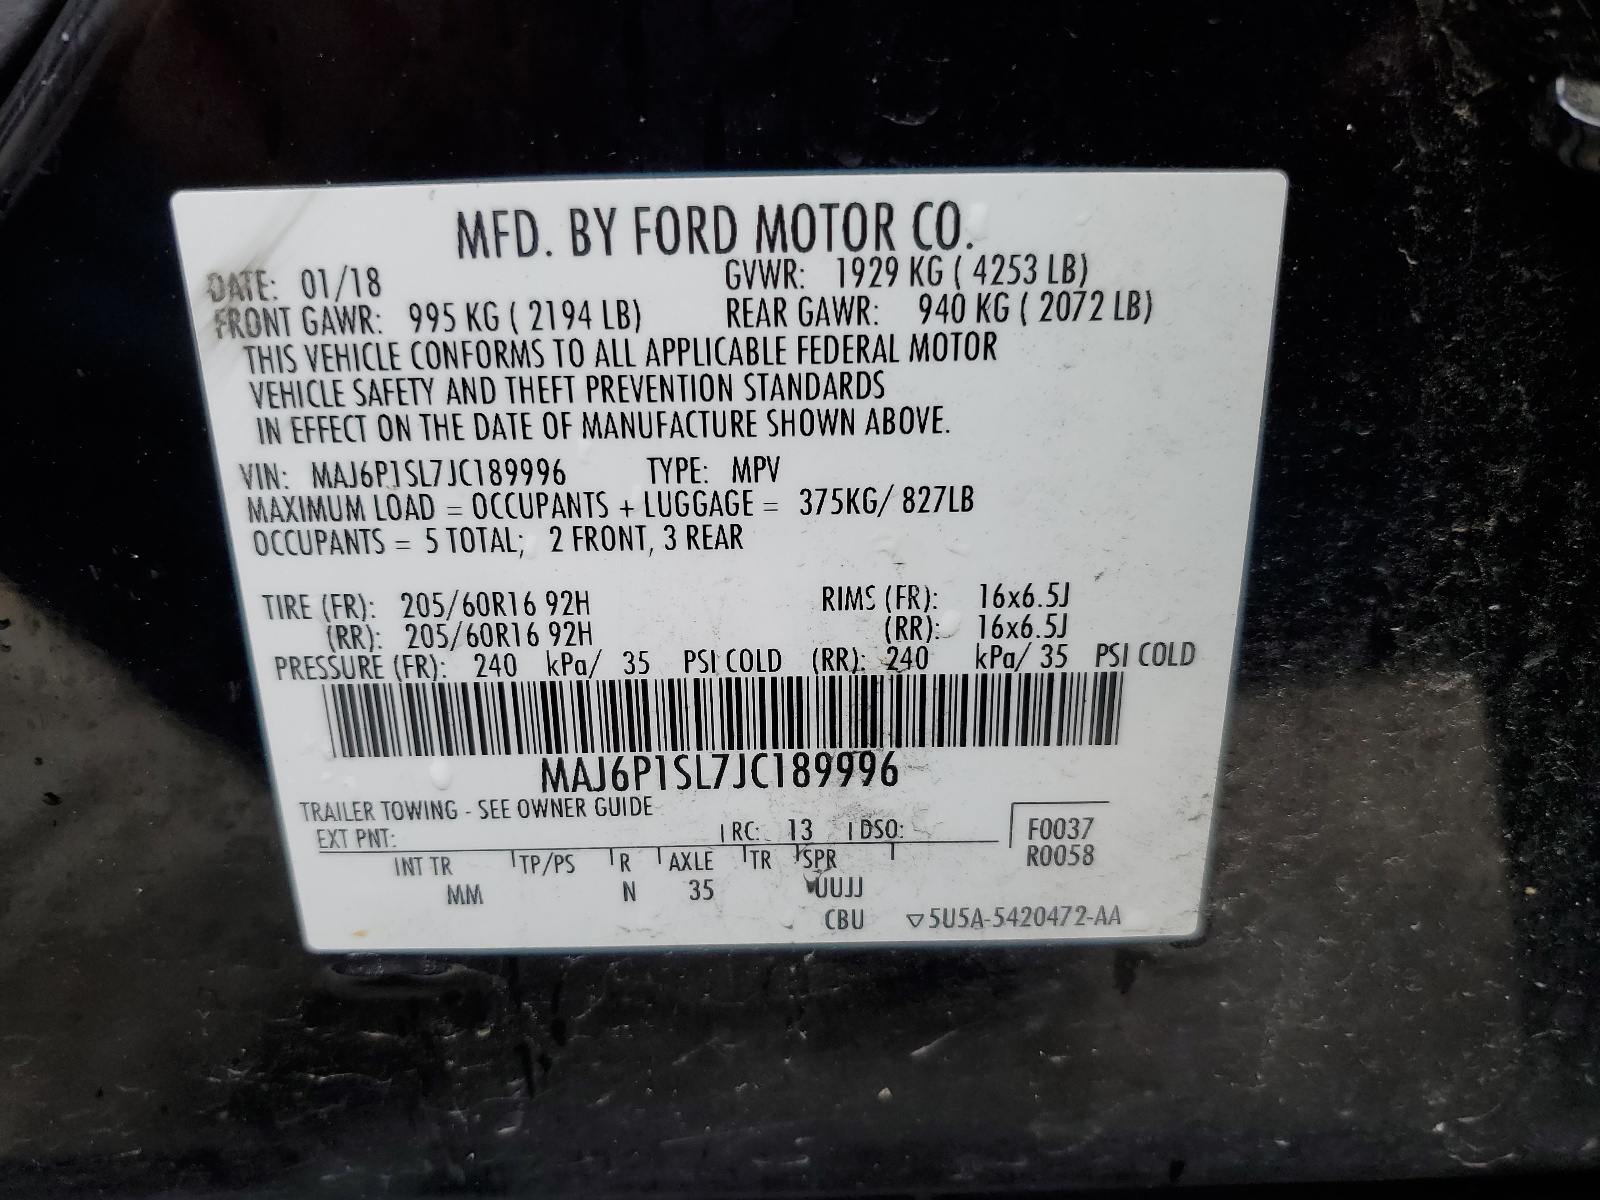 MFD. BY FORD MOTOR CO.
DATE: 01/18 GVWR: 1929 KG ( 4253 LB)
FRONT GAWR: 995 KG ( 2194 LB) REAR GAWR: 940 KG ( 2072 LB)
THIS VEHICLE CONFORMS TO ALL APPLICABLE FEDERAL MOTOR
VEHICLE SAFETY AND THEFT PREVENTION STANDARDS
IN EFFECT ON THE DATE OF MANUFACTURE SHOWN ABOVE.
VIN: MAJ6P1SL7JC189996 TYPE: MPV
MAXIMUM LOAD = OCCUPANTS + LUGGAGE = 375KG/ 827LB
OCCUPANTS = 5 TOTAL; 2 FRONT, 3 REAR
TIRE (FR): 205/60R16 92H RIMS (FR): 16x6.5J
(RR): 205/60R16 92H (RR): 16x6.5J
PRESSURE (FR): 240 kPa/ 35 PSI COLD (RR): 240 kPa/ 35 PSI COLD
MAJ6P1SL7JC189996
TRAILER TOWING - SEE OWNER GUIDE
EXT PNT: RC: 13 DSO: F0037
INT TR TP/PS R AXLE TR SPR R0058
MM N 35 UUJJ
CBU ▽5U5A-5420472-AA